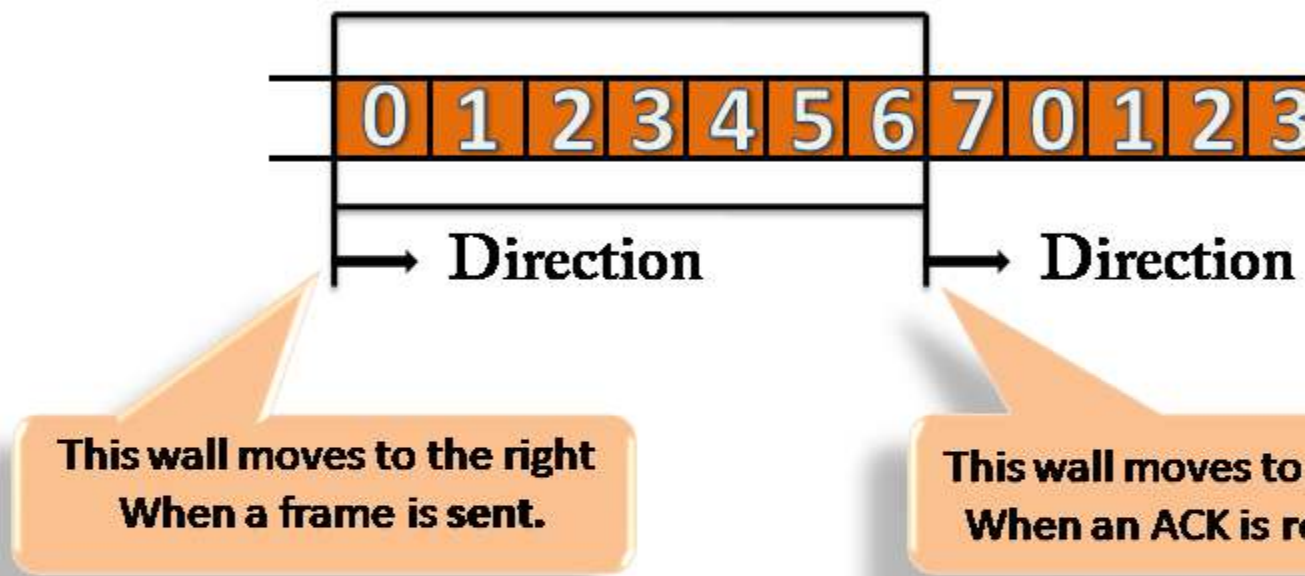 0 1 2 3 4 5 6 7 0 1 2 3
Direction Direction
This wall moves to the right
When a frame is sent.
This wall moves to
When an ACK is